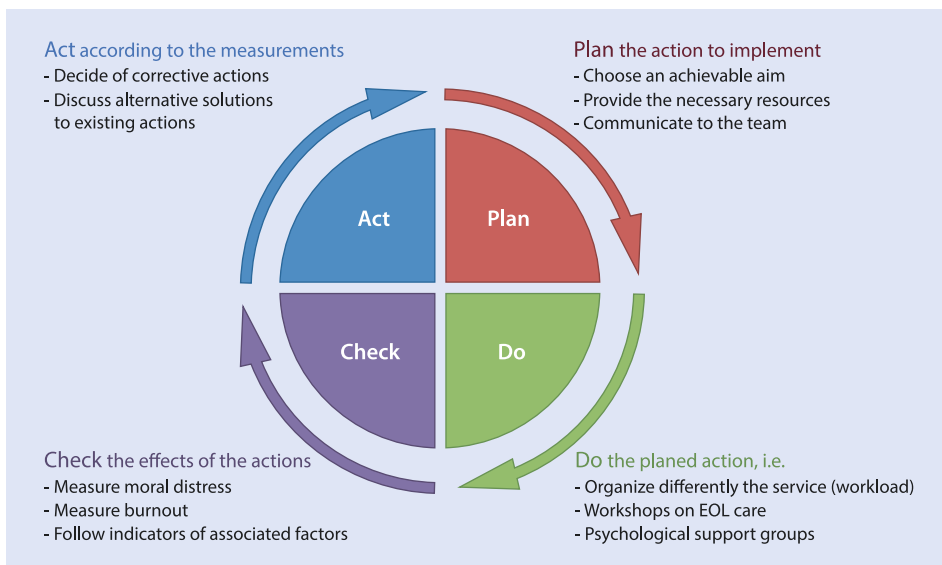 Act according to the measurements
- Decide of corrective actions
- Discuss alternative solutions
to existing actions
Plan the action to implement
- Choose an achievable aim
- Provide the necessary resources
- Communicate to the team
Act
Plan
Check
Do
Check the effects of the actions
- Measure moral distress
- Measure burnout
- Follow indicators of associated factors
Do the planed action, i.e.
- Organize differently the service (workload)
- Workshops on EOL care
- Psychological support groups